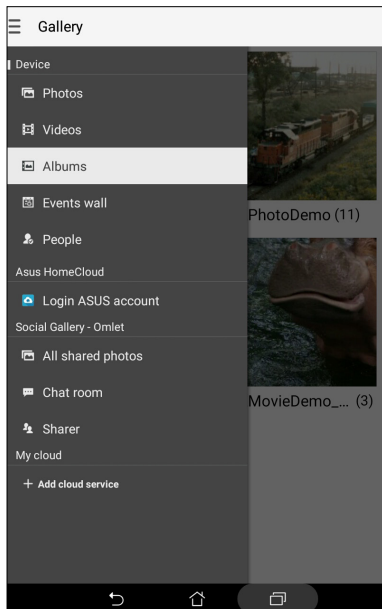 Gallery
Device
Photos
Videos
Albums
Events wall
People
Asus HomeCloud
Login ASUS account
Social Gallery - Omlet
All shared photos
Chat room
Sharer
My cloud
+ Add cloud service
PhotoDemo (11)
MovieDemo_... (3)